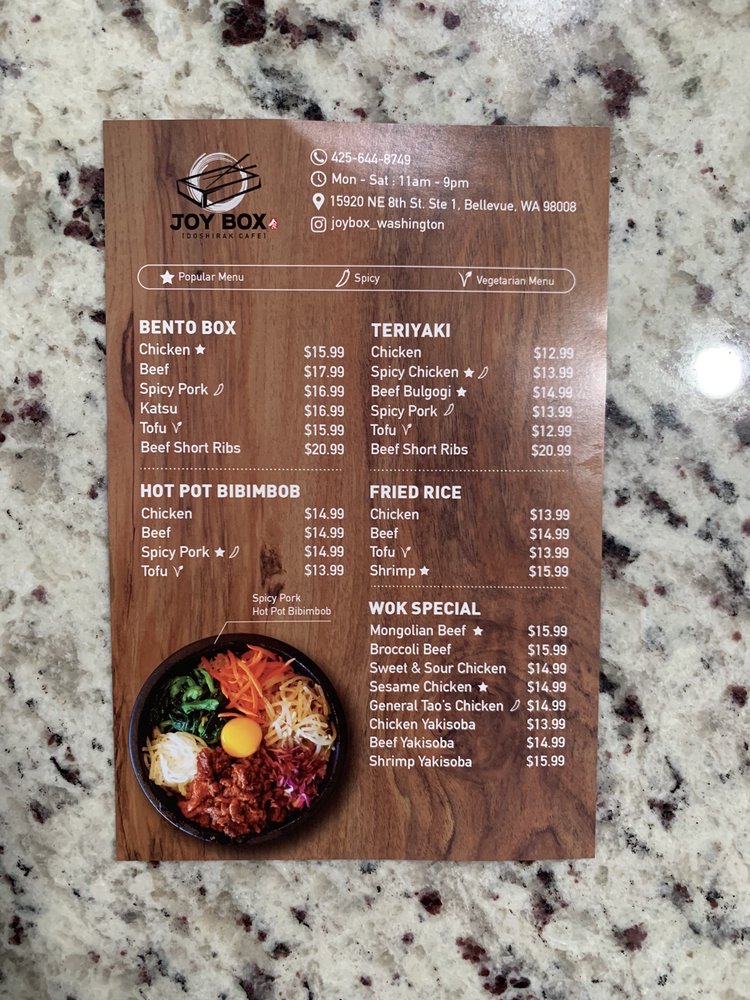 JOY BOX
[DOSHIRAK CAFE]
425-644-8749
Mon - Sat : 11am - 9pm
15920 NE 8th St. Ste 1, Bellevue, WA 98008
joybox_washington
Popular Menu
Spicy
Vegetarian Menu
BENTO BOX
Chicken $15.99
Beef $17.99
Spicy Pork $16.99
Katsu $16.99
Tofu $15.99
Beef Short Ribs $20.99
HOT POT BIBIMBOB
Chicken $14.99
Beef $14.99
Spicy Pork $14.99
Tofu $13.99
Spicy Pork
Hot Pot Bibimbob
TERIYAKI
Chicken $12.99
Spicy Chicken $13.99
Beef Bulgogi $14.99
Spicy Pork $13.99
Tofu $12.99
Beef Short Ribs $20.99
FRIED RICE
Chicken $13.99
Beef $14.99
Tofu $13.99
Shrimp $15.99
WOK SPECIAL
Mongolian Beef $15.99
Broccoli Beef $15.99
Sweet & Sour Chicken $14.99
Sesame Chicken $14.99
General Tao's Chicken $14.99
Chicken Yakisoba $13.99
Beef Yakisoba $14.99
Shrimp Yakisoba $15.99